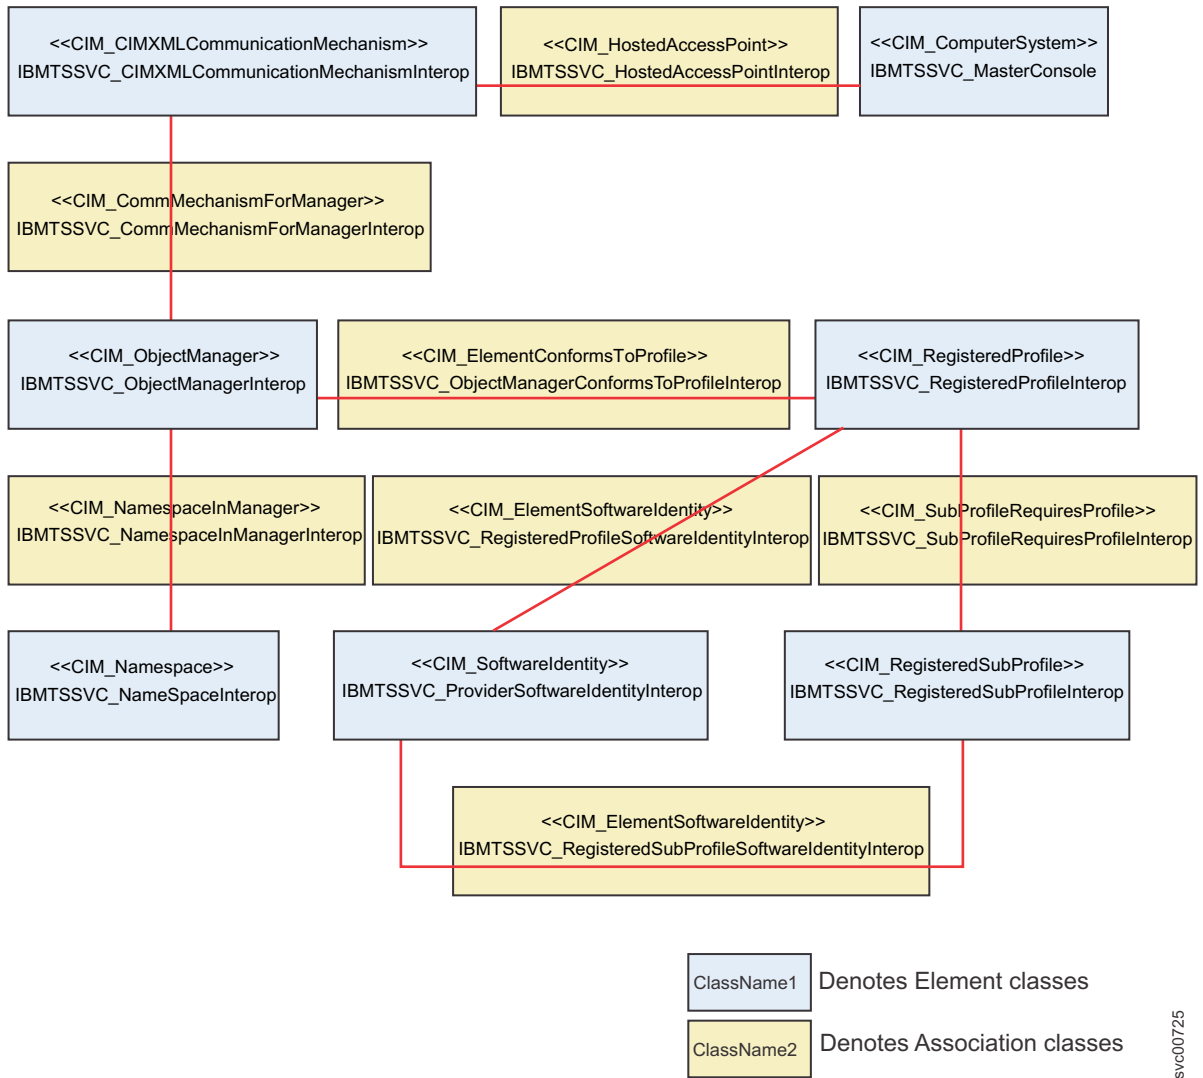 <<CIM_CIMXMLCommunicationMechanism>>
IBMTSSVC_CIMXMLCommunicationMechanismInterop
<<CIM_HostedAccessPoint>>
IBMTSSVC_HostedAccessPointInterop
<<CIM_ComputerSystem>>
IBMTSSVC_MasterConsole
<<CIM_CommMechanismForManager>>
IBMTSSVC_CommMechanismForManagerInterop
<<CIM_ObjectManager>>
IBMTSSVC_ObjectManagerInterop
<<CIM_ElementConformsToProfile>>
IBMTSSVC_ObjectManagerConformsToProfileInterop
<<CIM_RegisteredProfile>>
IBMTSSVC_RegisteredProfileInterop
<<CIM_NamespaceInManager>>
IBMTSSVC_NamespaceInManagerInterop
<<CIM_ElementSoftwareIdentity>>
IBMTSSVC_RegisteredProfileSoftwareIdentityInterop
<<CIM_SubProfileRequiresProfile>>
IBMTSSVC_SubProfileRequiresProfileInterop
<<CIM_Namespace>>
IBMTSSVC_NameSpaceInterop
<<CIM_SoftwareIdentity>>
IBMTSSVC_ProviderSoftwareIdentityInterop
<<CIM_RegisteredSubProfile>>
IBMTSSVC_RegisteredSubProfileInterop
<<CIM_ElementSoftwareIdentity>>
IBMTSSVC_RegisteredSubProfileSoftwareIdentityInterop
ClassName1
Denotes Element classes
ClassName2
Denotes Association classes
svc00725